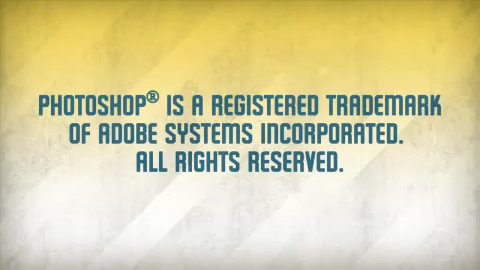 PHOTOSHOP® IS A REGISTERED TRADEMARK
OF ADOBE SYSTEMS INCORPORATED.
ALL RIGHTS RESERVED.